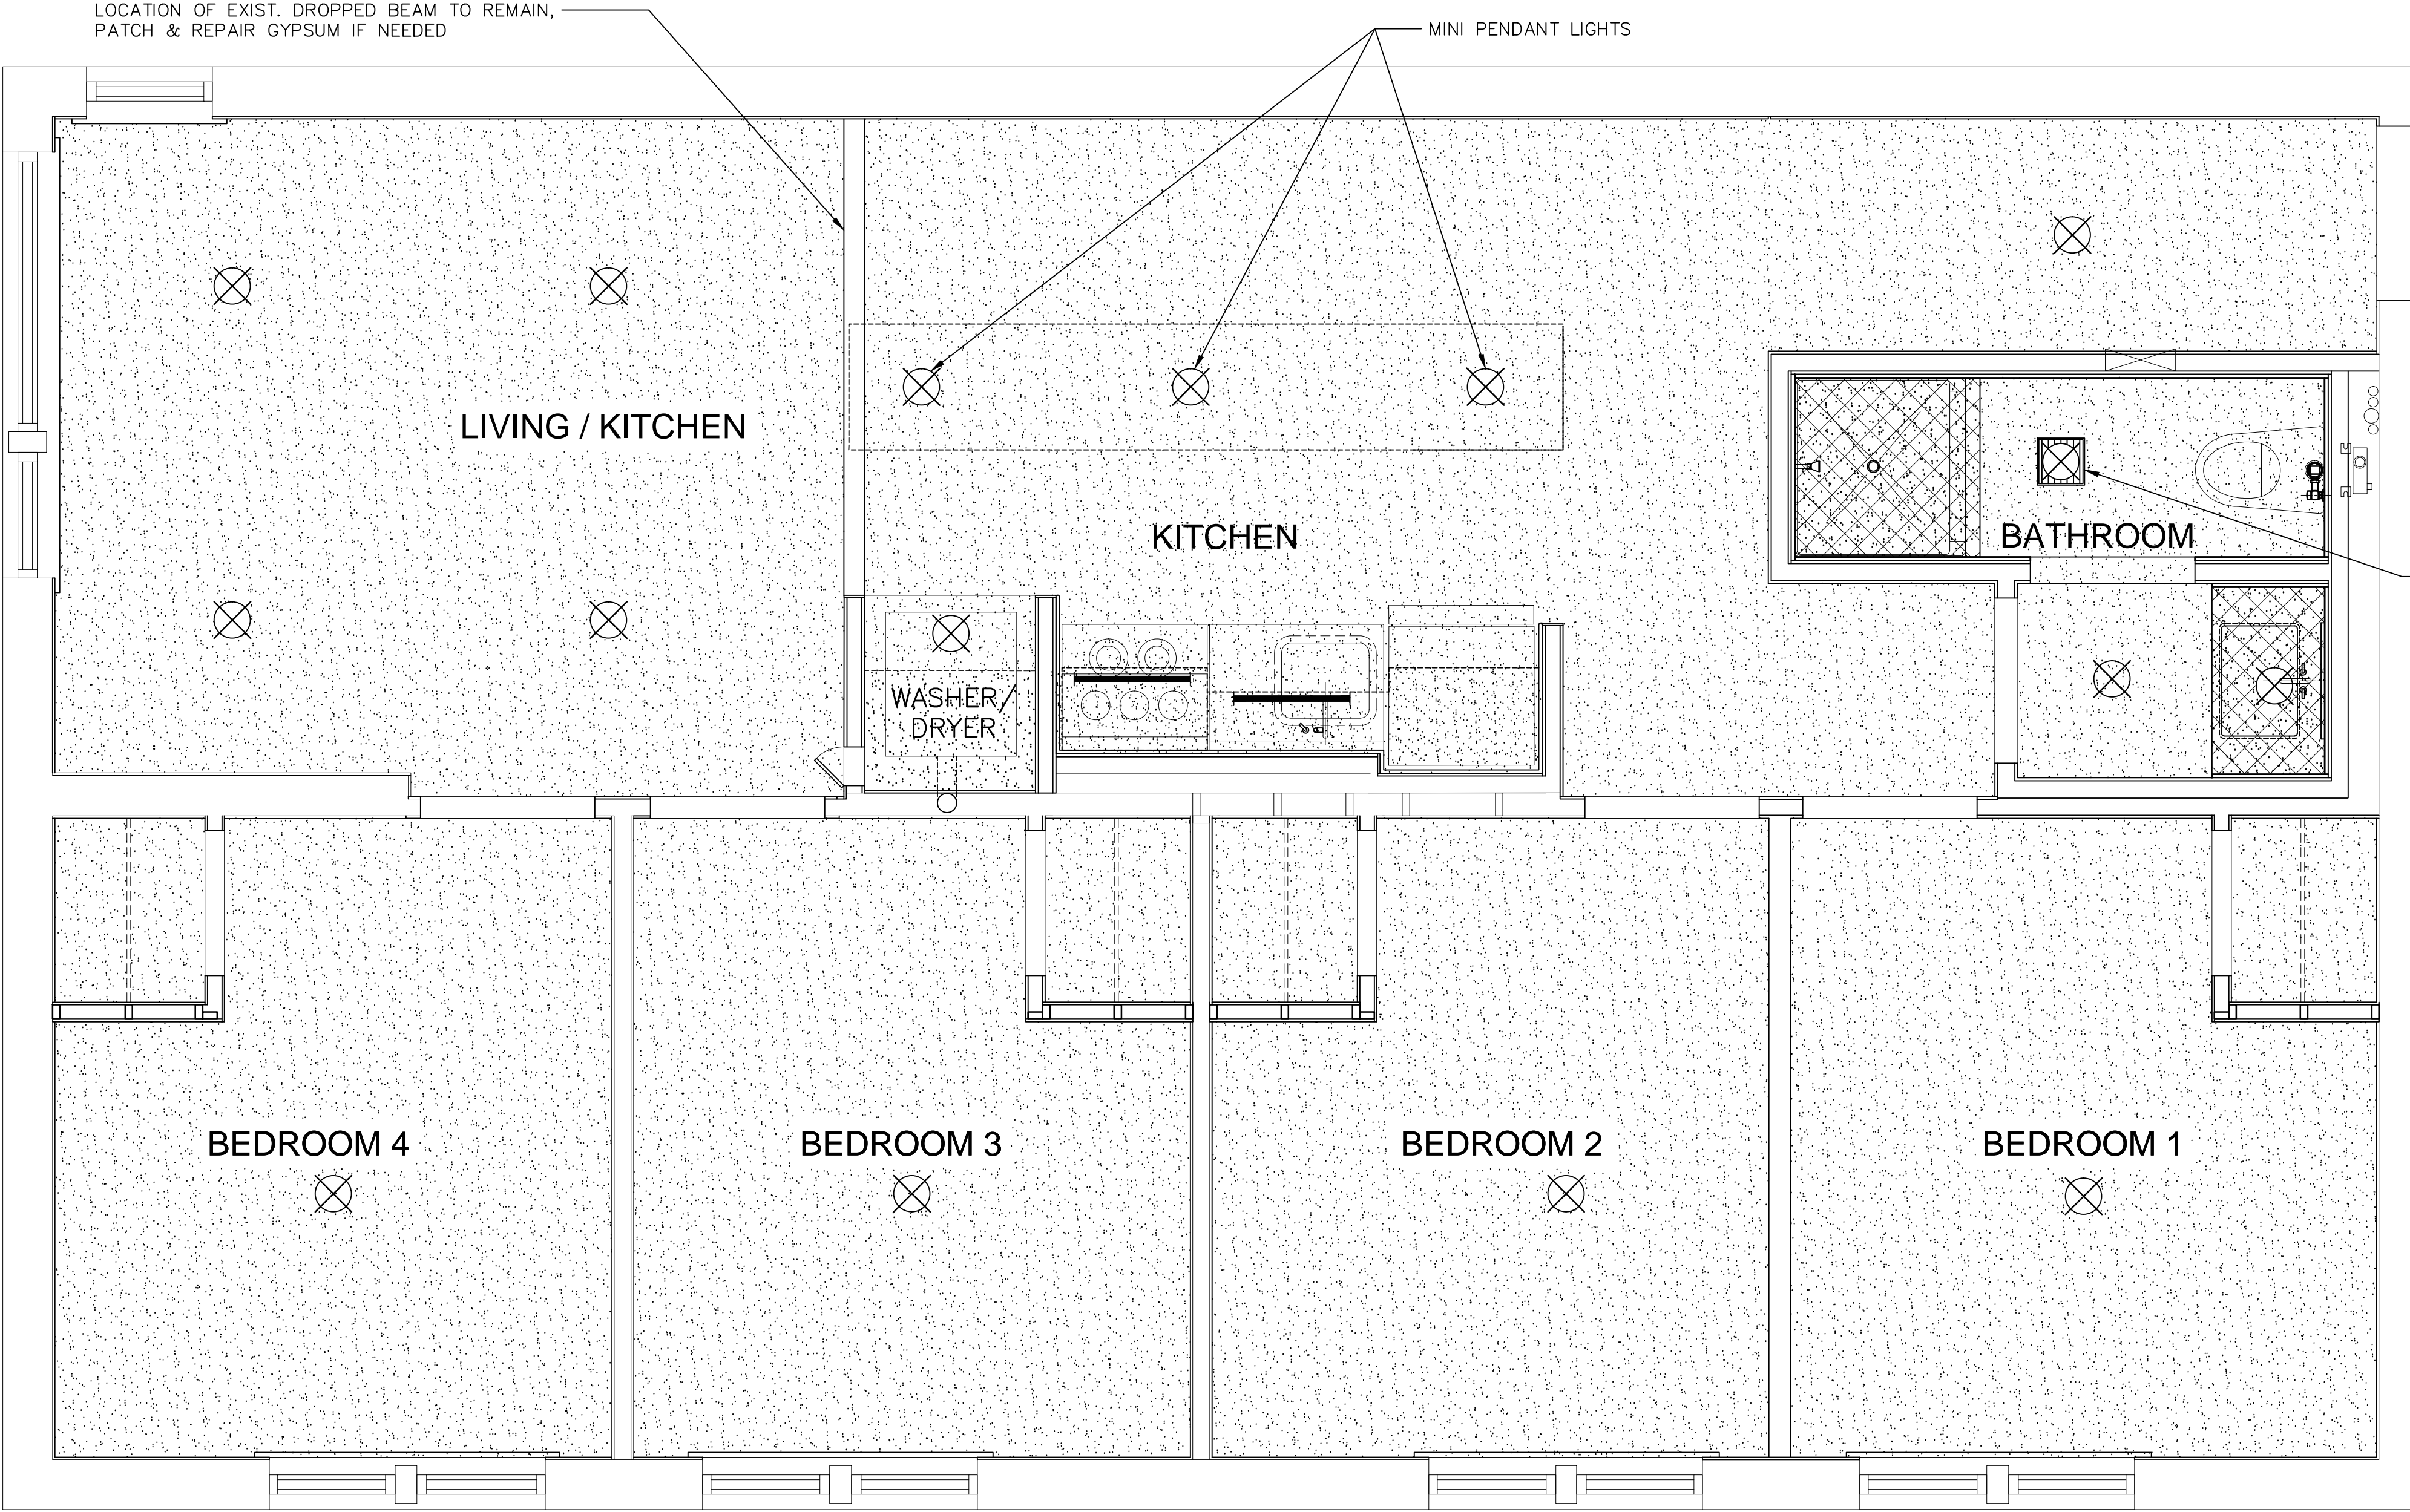 LOCATION OF EXIST. DROPPED BEAM TO REMAIN,
PATCH & REPAIR GYPSUM IF NEEDED
MINI PENDANT LIGHTS
LIVING / KITCHEN
KITCHEN
BATHROOM
WASHER/
DRYER
BEDROOM 4
BEDROOM 3
BEDROOM 2
BEDROOM 1